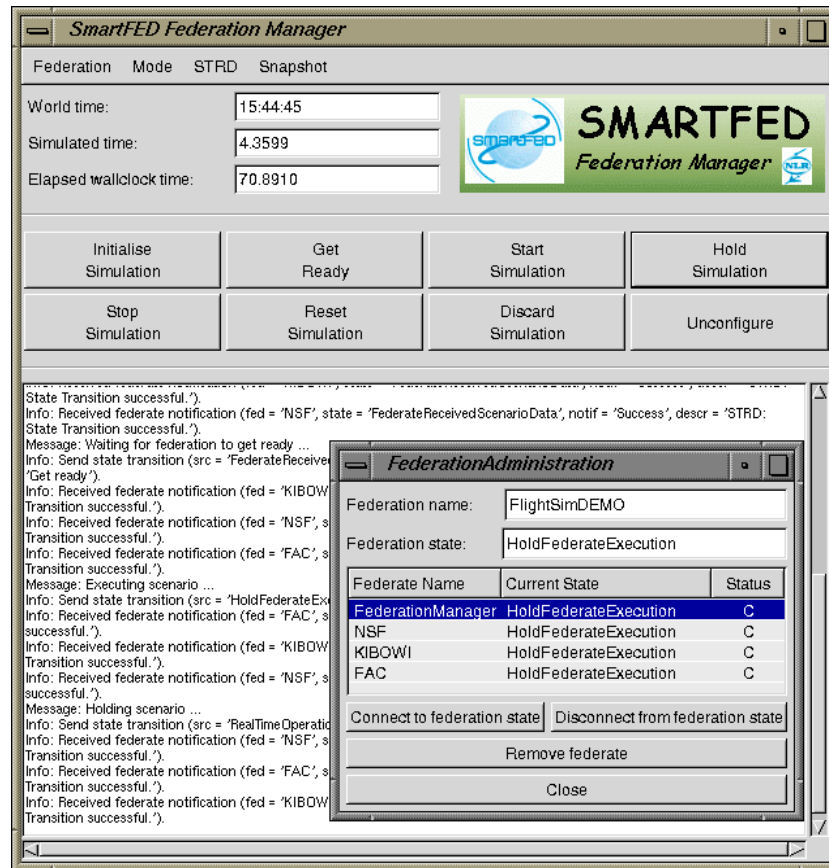 SmartFED Federation Manager
Federation Mode STRD Snapshot
World time: 15:44:45
Simulated time: 4.3599
Elapsed wallclock time: 70.8910
SMARTFED
SMARTFED
Federation Manager
NLR
Initialise Simulation
Get Ready
Start Simulation
Hold Simulation
Stop Simulation
Reset Simulation
Discard Simulation
Unconfigure
State Transition successful.').
Info: Received federate notification (fed = 'NSF', state = 'FederateReceivedScenarioData', notif = 'Success', descr = 'STRD:
State Transition successful.').
Message: Waiting for federation to get ready ...
Info: Send state transition (src = 'FederateReceive
'Get ready').
Info: Received federate notification (fed = 'KIBOW
Transition successful.').
Info: Received federate notification (fed = 'NSF', s
Transition successful.').
Info: Received federate notification (fed = 'FAC', s
Transition successful.').
Message: Executing scenario ...
Info: Send state transition (src = 'HoldFederateEx
Info: Received federate notification (fed = 'FAC', s
successful.').
Info: Received federate notification (fed = 'KIBOW
Transition successful.').
Info: Received federate notification (fed = 'NSF', s
successful.').
Message: Holding scenario ...
Info: Send state transition (src = 'RealTimeOperatio
Info: Received federate notification (fed = 'NSF', s
Transition successful.').
Info: Received federate notification (fed = 'FAC', s
Transition successful.').
Info: Received federate notification (fed = 'KIBOW
Transition successful.').
FederationAdministration
Federation name: FlightSimDEMO
Federation state: HoldFederateExecution
Federate Name Current State Status
FederationManager HoldFederateExecution C
NSF HoldFederateExecution C
KIBOWI HoldFederateExecution C
FAC HoldFederateExecution C
Connect to federation state Disconnect from federation state
Remove federate
Close